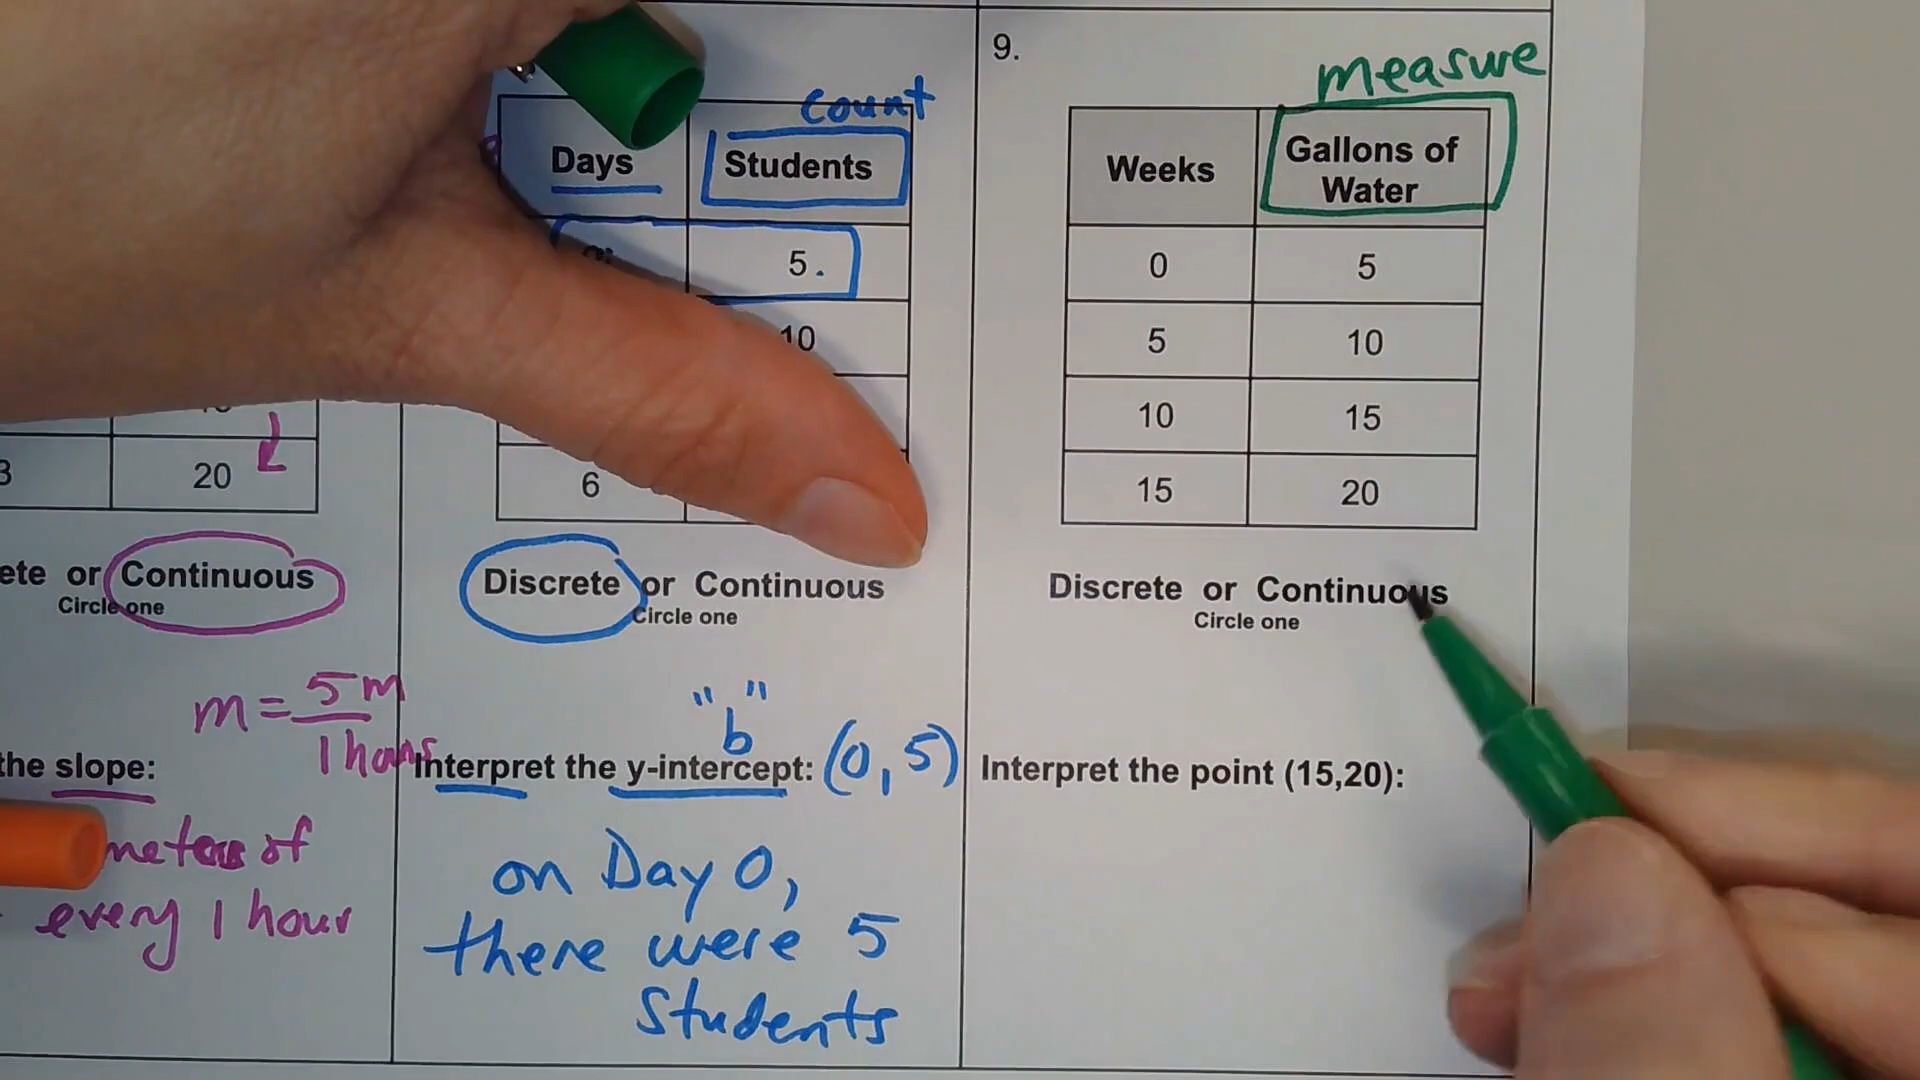 20
ete or Continuous
Circle one
m = 5m
1 hours
the slope:
meters of
every 1 hour
count
Days Students
5.
10
6
Discrete or Continuous
Circle one
"b"
Interpret the y-intercept: (0,5)
on Day 0,
there were 5
students
9.
measure
Weeks Gallons of
Water
0 5
5 10
10 15
15 20
Discrete or Continuous
Circle one
Interpret the point (15,20):